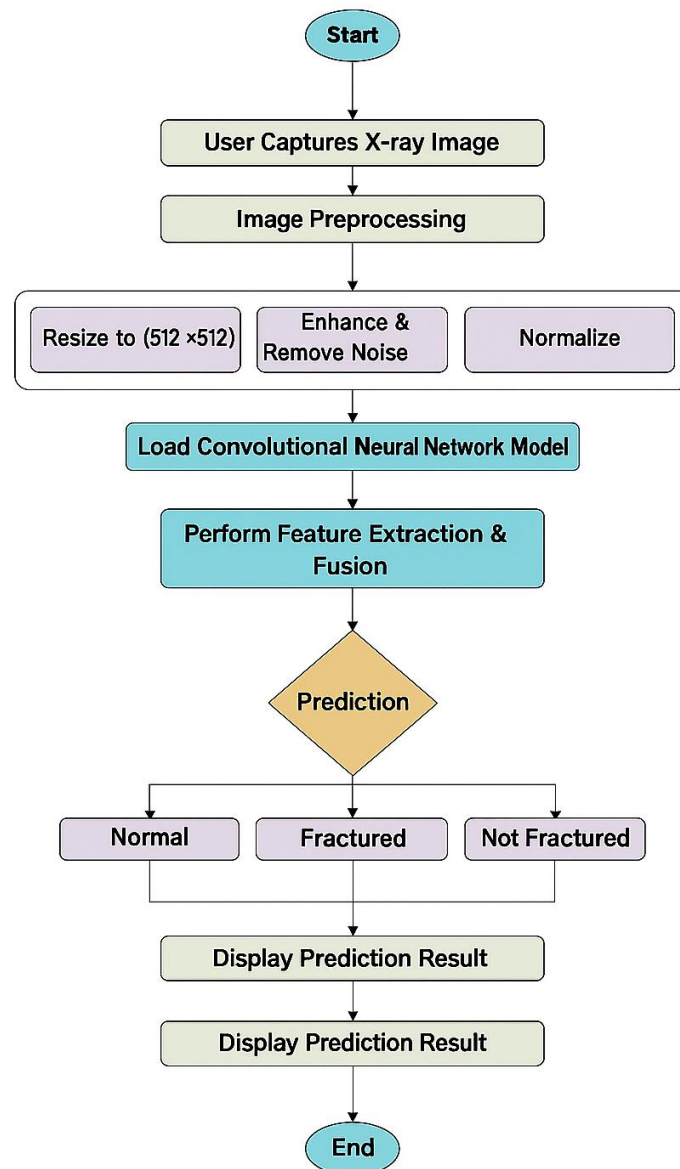 Start
User Captures X-ray Image
Image Preprocessing
Resize to (512 ×512)
Enhance &
Remove Noise
Normalize
Load Convolutional Neural Network Model
Perform Feature Extraction &
Fusion
Prediction
Normal
Fractured
Not Fractured
Display Prediction Result
Display Prediction Result
End